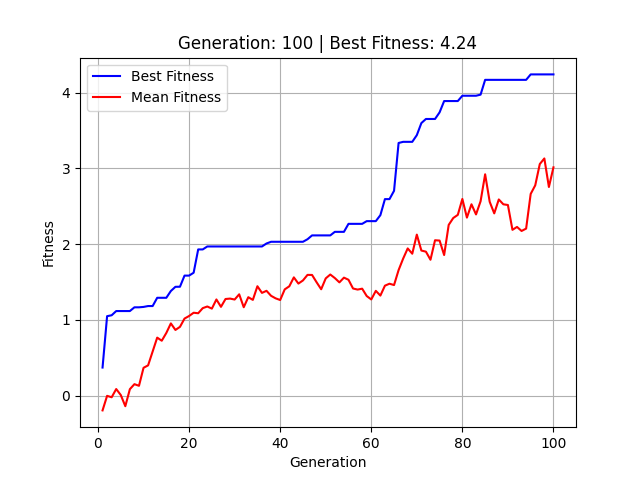 Generation: 100 | Best Fitness: 4.24
Best Fitness
Mean Fitness
4
3
2
1
0
Fitness
0 20 40 60 80 100
Generation